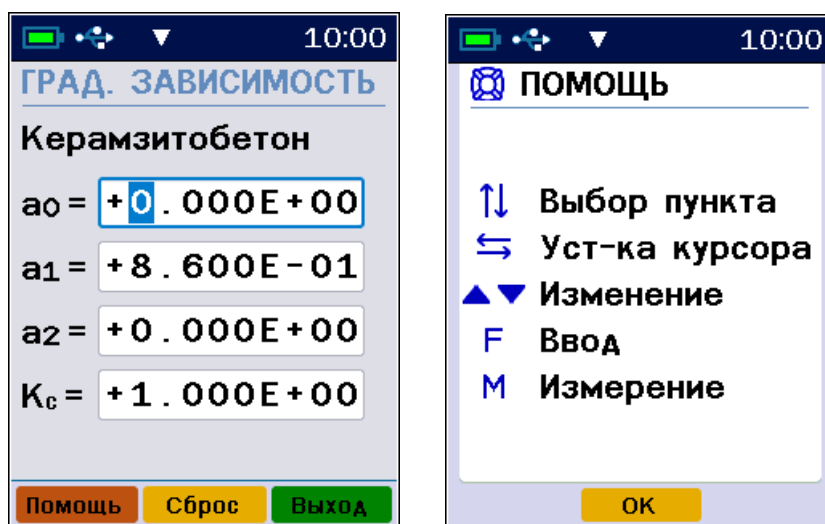 10:00
ГРАД. ЗАВИСИМОСТЬ
Керамзитобетон
a0 = +0.000E+00
a1 = +8.600E-01
a2 = +0.000E+00
Kc = +1.000E+00
Помощь Сброс Выход
10:00
ПОМОЩЬ
↑↓ Выбор пункта
⇆ Уст-ка курсора
▲▼ Изменение
F Ввод
M Измерение
OK